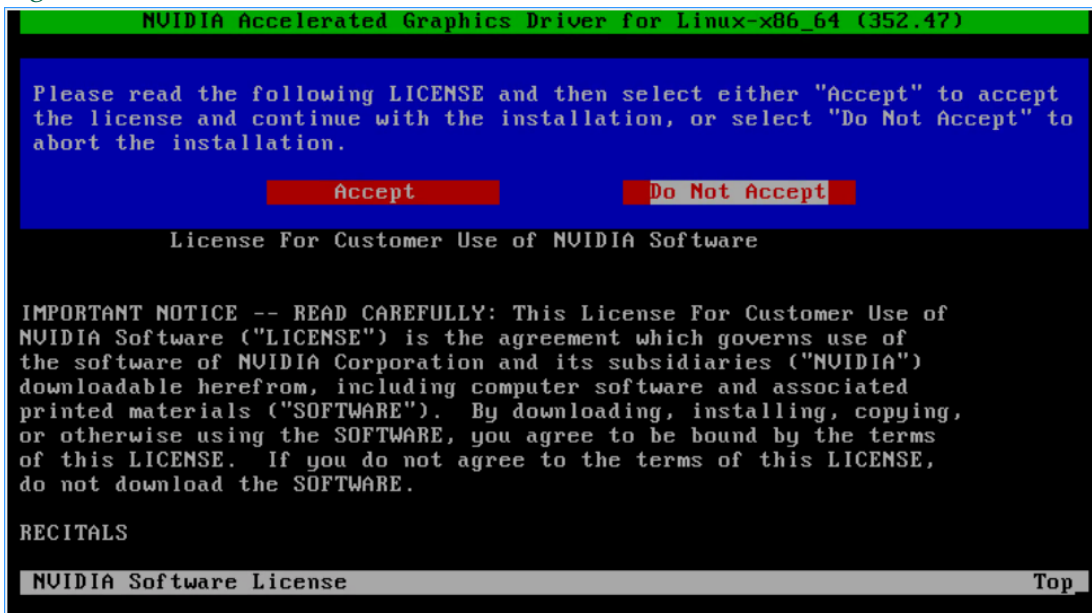 NVIDIA Accelerated Graphics Driver for Linux-x86_64 (352.47)
Please read the following LICENSE and then select either "Accept" to accept
the license and continue with the installation, or select "Do Not Accept" to
abort the installation.
Accept Do Not Accept
License For Customer Use of NVIDIA Software
IMPORTANT NOTICE -- READ CAREFULLY: This License For Customer Use of
NVIDIA Software ("LICENSE") is the agreement which governs use of
the software of NVIDIA Corporation and its subsidiaries ("NVIDIA")
downloadable herefrom, including computer software and associated
printed materials ("SOFTWARE").  By downloading, installing, copying,
or otherwise using the SOFTWARE, you agree to be bound by the terms
of this LICENSE.  If you do not agree to the terms of this LICENSE,
do not download the SOFTWARE.
RECITALS
NVIDIA Software License Top